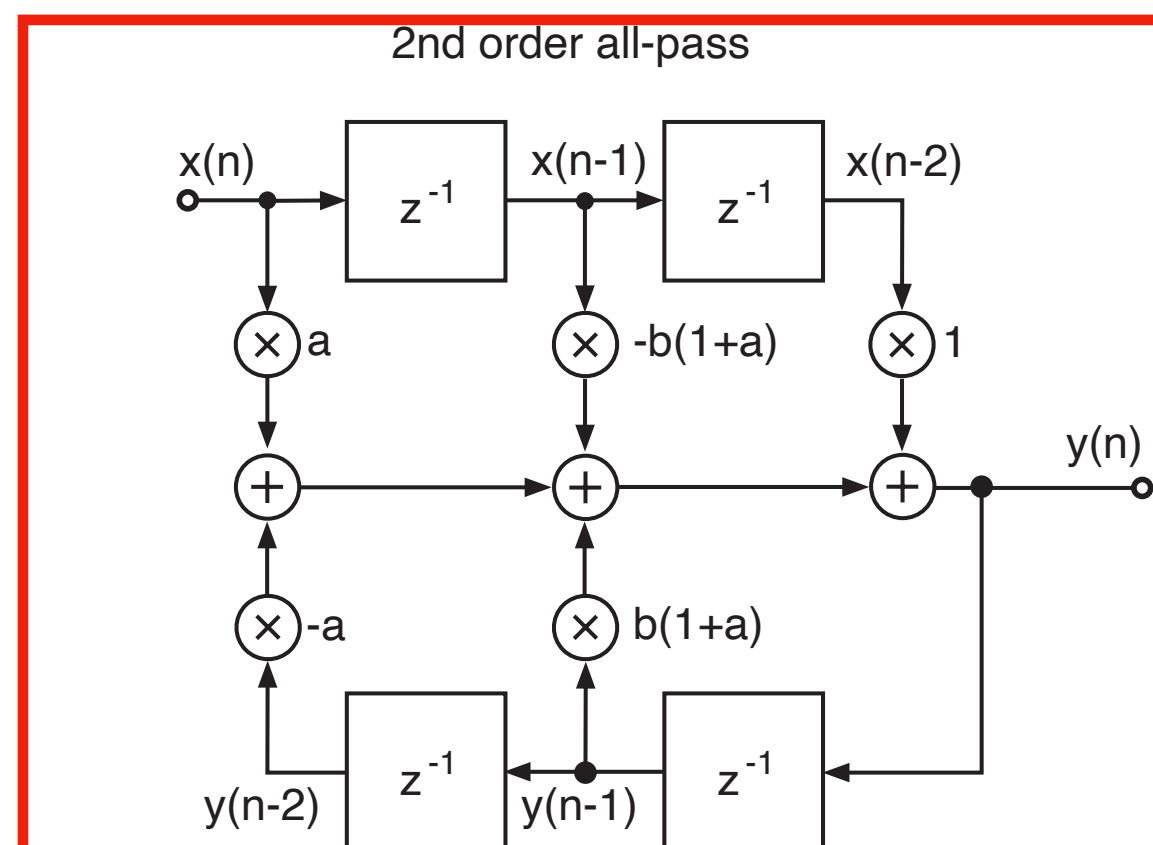 2nd order all-pass
x(n) x(n-1) x(n-2)
z^-1 z^-1
× a × -b(1+a) × 1
y(n)
+ + +
× -a × b(1+a)
z^-1 z^-1
y(n-2) y(n-1)